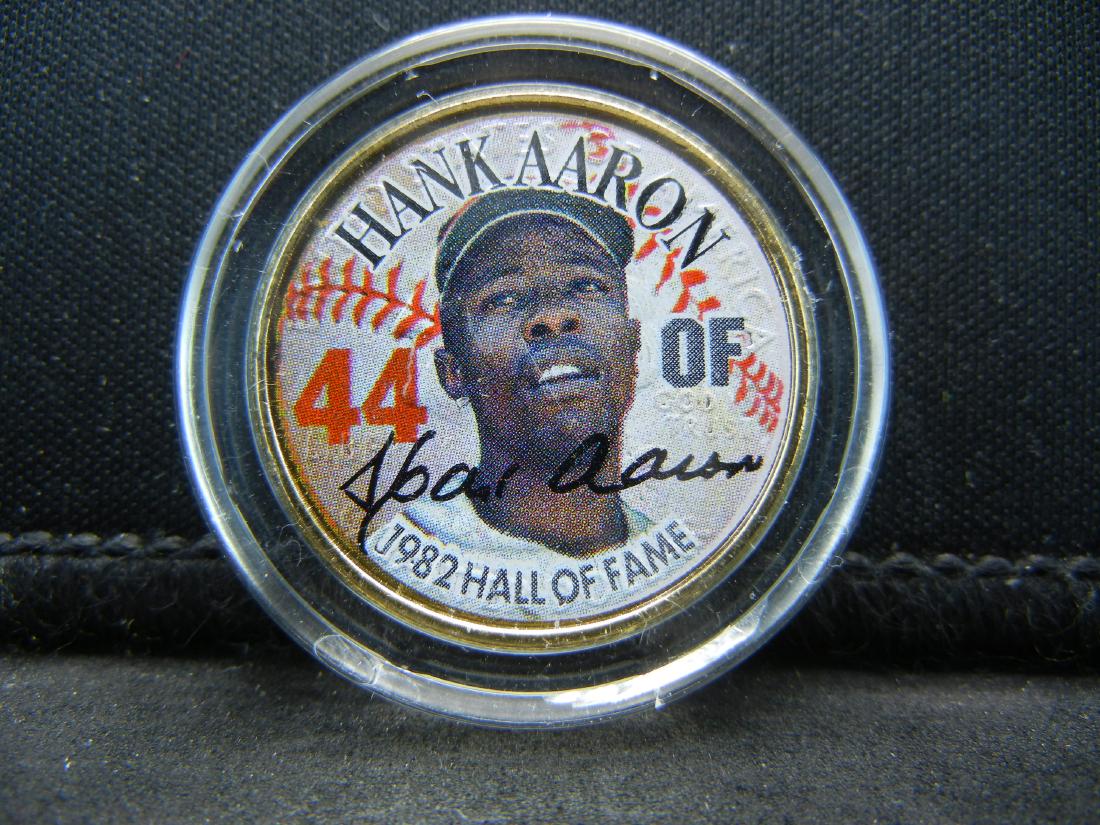 HANK AARON
44
OF
Hank Aaron
1982 HALL OF FAME